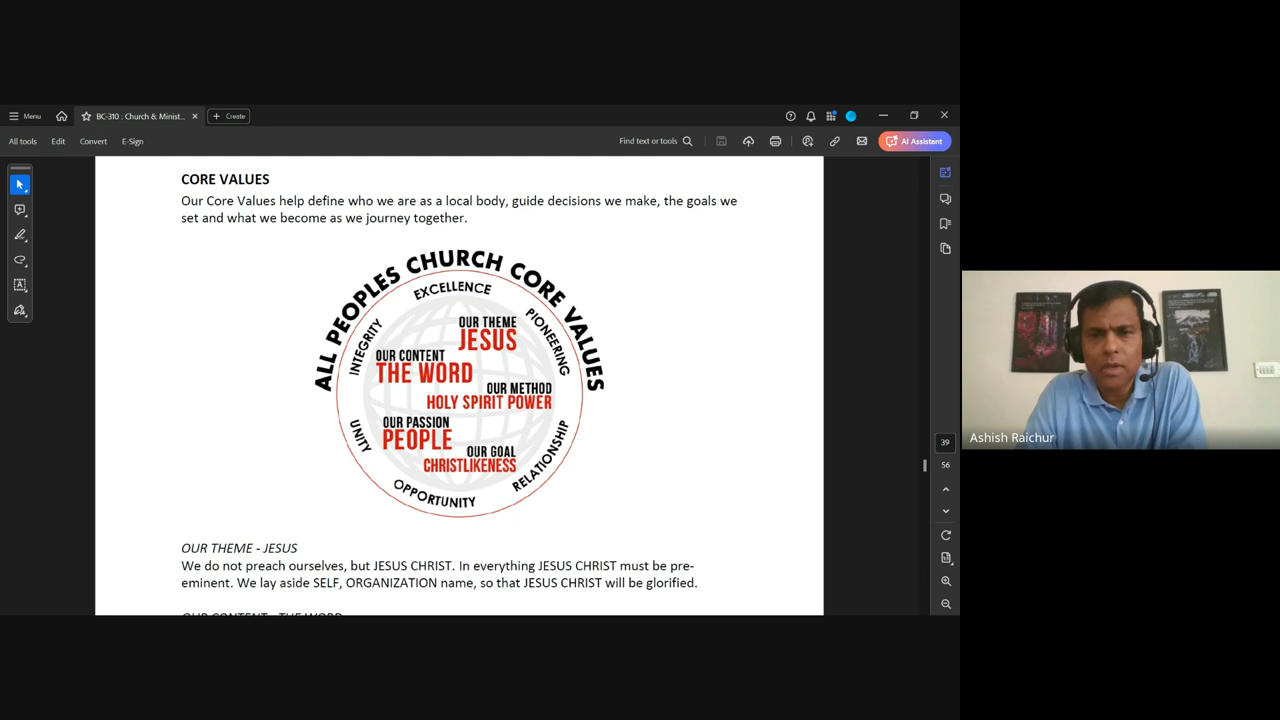 Menu
BC-310 : Church & Minist...
Create
All tools
Edit
Convert
E-Sign
Find text or tools
AI Assistant
CORE VALUES
Our Core Values help define who we are as a local body, guide decisions we make, the goals we
set and what we become as we journey together.
ALL PEOPLES CHURCH CORE VALUES
EXCELLENCE
PIONEERING
INTEGRITY
OUR THEME
JESUS
OUR CONTENT
THE WORD
OUR METHOD
HOLY SPIRIT POWER
OUR PASSION
PEOPLE
OUR GOAL
CHRISTLIKENESS
UNITY
RELATIONSHIP
OPPORTUNITY
OUR THEME - JESUS
We do not preach ourselves, but JESUS CHRIST. In everything JESUS CHRIST must be pre-
eminent. We lay aside SELF, ORGANIZATION name, so that JESUS CHRIST will be glorified.
OUR CONTENT - THE WORD
39
56
Ashish Raichur